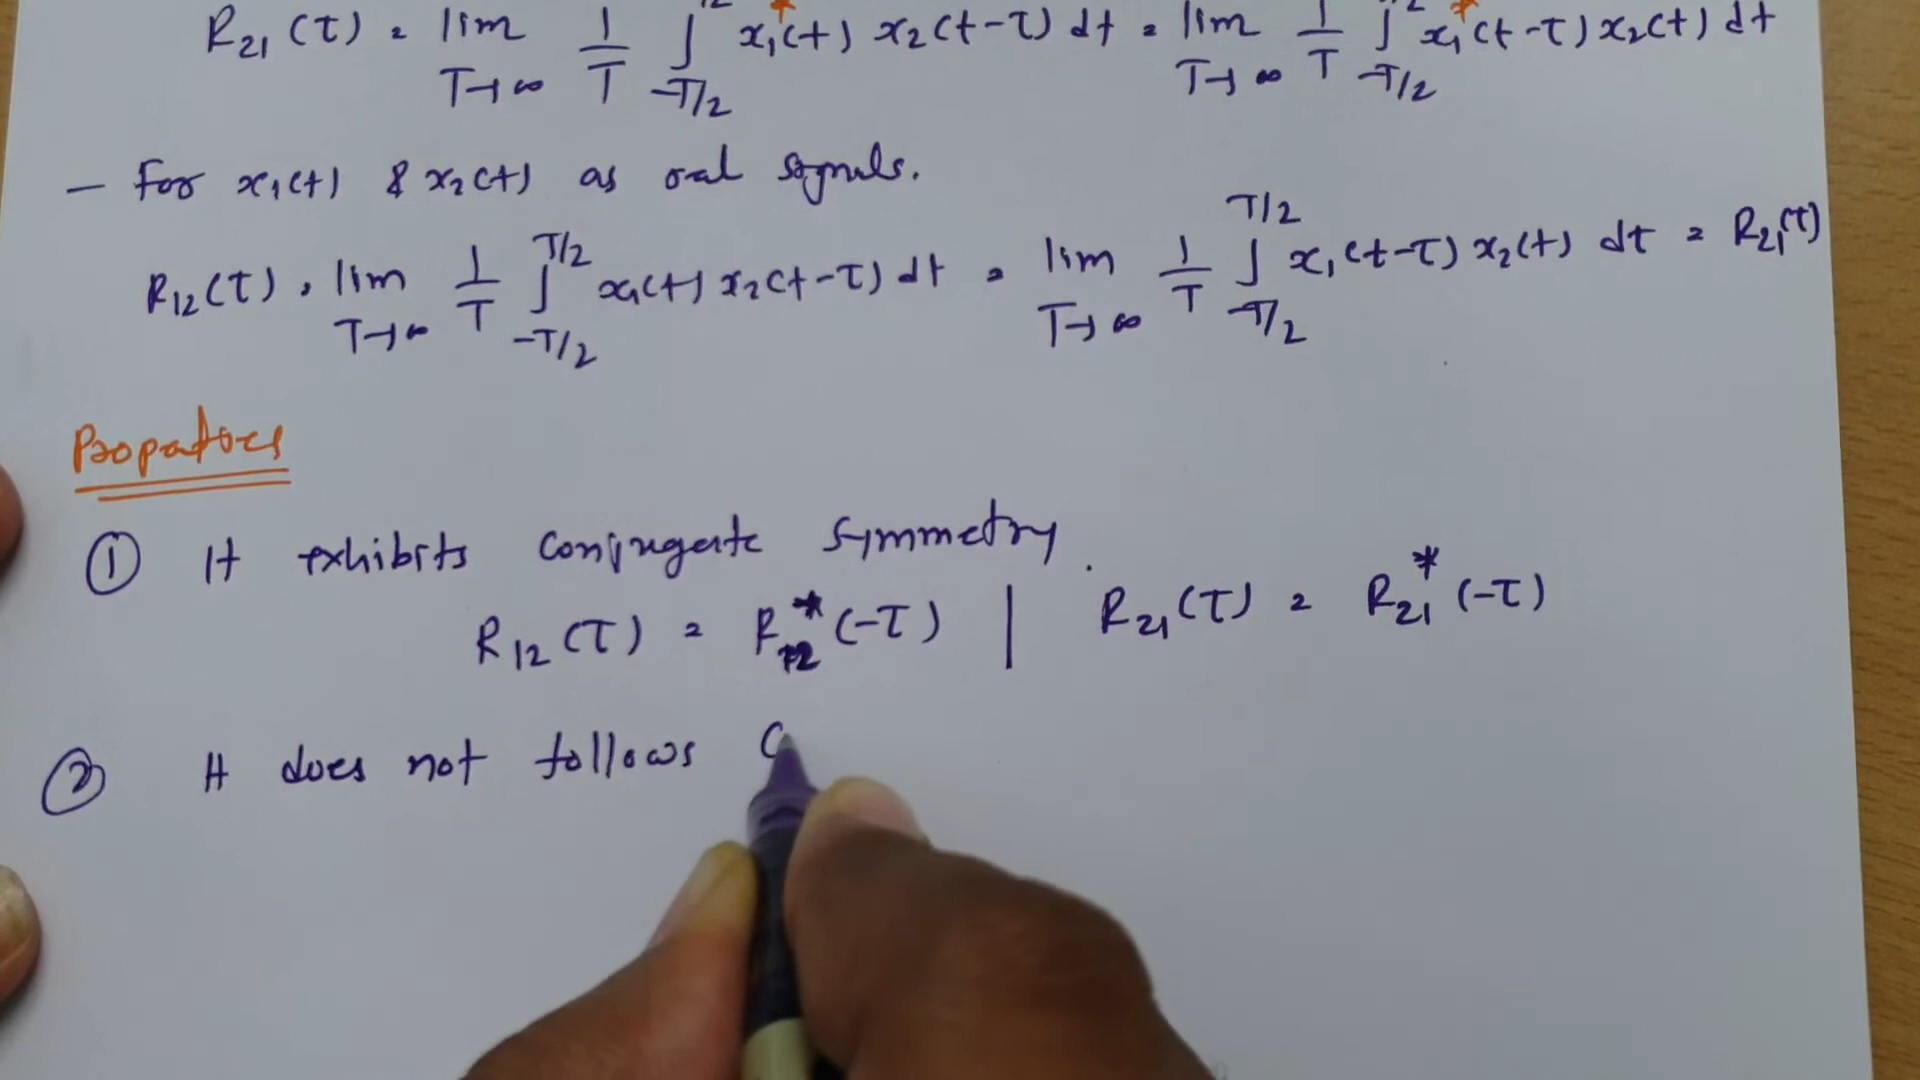 R₂₁(τ) = lim T→∞ 1/T ∫_{-T/2} x₁*(t) x₂(t-τ) dt = lim T→∞ 1/T ∫_{-T/2} x₁*(t-τ) x₂(t) dt
— For x₁(t) & x₂(t) as real signals.
R₁₂(τ) = lim T→∞ 1/T ∫_{-T/2}^{T/2} x₁(t) x₂(t-τ) dt = lim T→∞ 1/T ∫_{-T/2}^{T/2} x₁(t-τ) x₂(t) dt = R₂₁(τ)
Properties
① It exhibits conjugate symmetry.
R₁₂(τ) = R₁₂*(-τ) | R₂₁(τ) = R₂₁*(-τ)
② It does not follows C